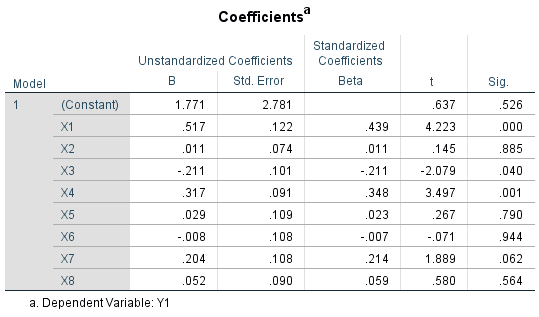 Coefficientsa
Model Unstandardized Coefficients Standardized Coefficients t Sig.
B Std. Error Beta
1 (Constant) 1.771 2.781 .637 .526
X1 .517 .122 .439 4.223 .000
X2 .011 .074 .011 .145 .885
X3 -.211 .101 -.211 -2.079 .040
X4 .317 .091 .348 3.497 .001
X5 .029 .109 .023 .267 .790
X6 -.008 .108 -.007 -.071 .944
X7 .204 .108 .214 1.889 .062
X8 .052 .090 .059 .580 .564
a. Dependent Variable: Y1